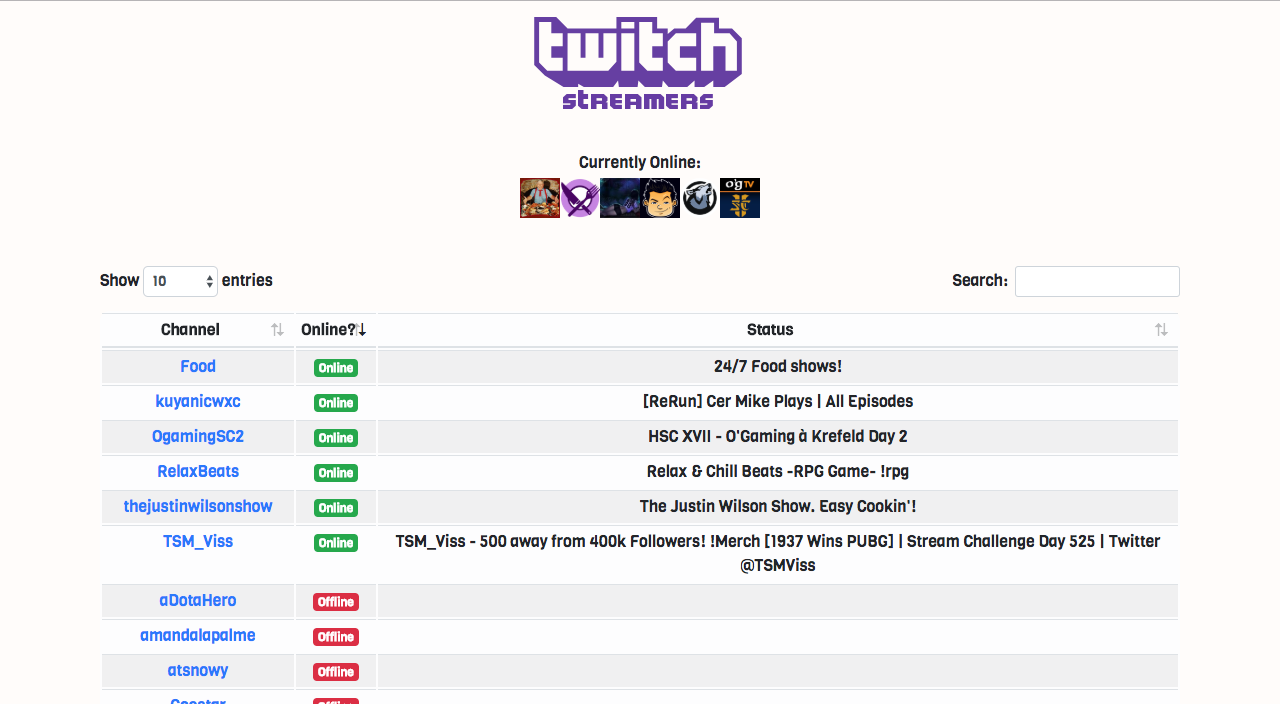 twitch
STREAMERS
Currently Online:
O'G TV
Show 10 entries Search:
Channel Online? Status
Food Online 24/7 Food shows!
kuyanicwxc Online [ReRun] Cer Mike Plays | All Episodes
OgamingSC2 Online HSC XVII - O'Gaming à Krefeld Day 2
RelaxBeats Online Relax & Chill Beats -RPG Game- !rpg
thejustinwilsonshow Online The Justin Wilson Show. Easy Cookin'!
TSM_Viss Online TSM_Viss - 500 away from 400k Followers! !Merch [1937 Wins PUBG] | Stream Challenge Day 525 | Twitter
@TSMViss
aDotaHero Offline
amandalapalme Offline
atsnowy Offline
Offline